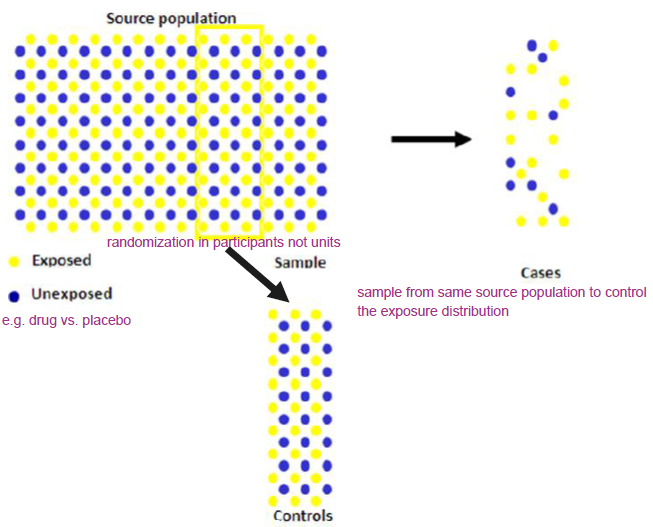 Source population
randomization in participants not units
Exposed
Sample
Unexposed
Cases
e.g. drug vs. placebo
sample from same source population to control
the exposure distribution
Controls